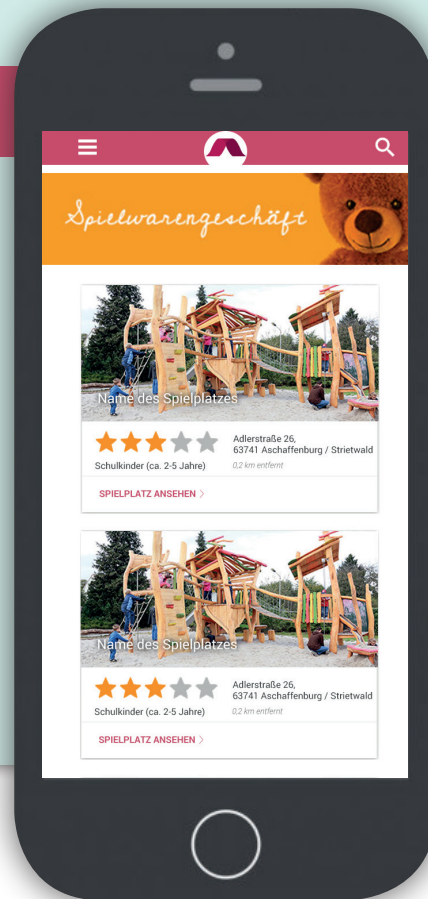 Spielwarengeschäft
Name des Spielplatzes
Adlerstraße 26,
63741 Aschaffenburg / Strietwald
Schulkinder (ca. 2-5 Jahre)
0,2 km entfernt
SPIELPLATZ ANSEHEN >
Name des Spielplatzes
Adlerstraße 26,
63741 Aschaffenburg / Strietwald
Schulkinder (ca. 2-5 Jahre)
0,2 km entfernt
SPIELPLATZ ANSEHEN >